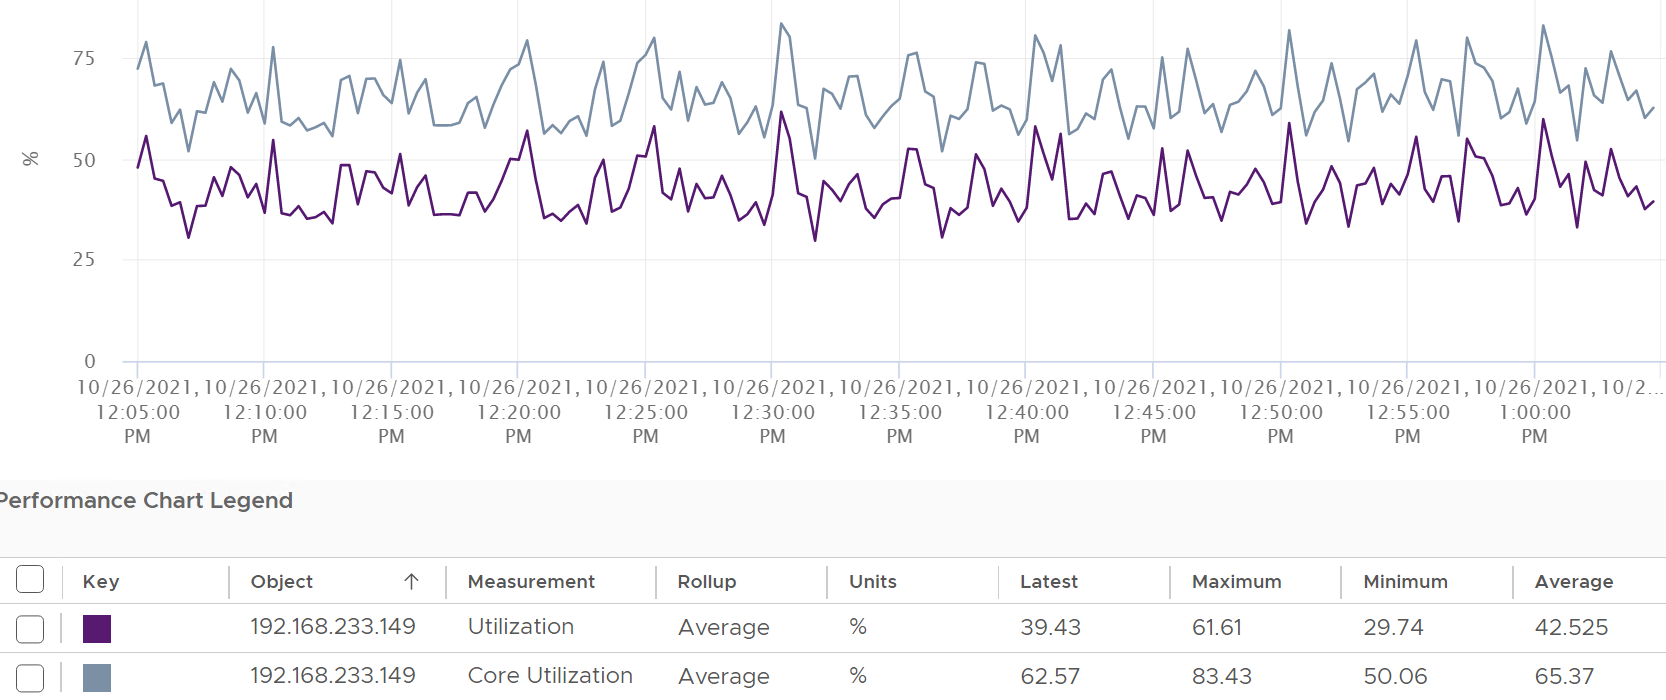 75
50
25
0
%
10/26/2021, 10/26/2021, 10/26/2021, 10/26/2021, 10/26/2021, 10/26/2021, 10/26/2021, 10/26/2021, 10/26/2021, 10/26/2021, 10/26/2021, 10/26/2021, 10/2...
12:05:00 12:10:00 12:15:00 12:20:00 12:25:00 12:30:00 12:35:00 12:40:00 12:45:00 12:50:00 12:55:00 1:00:00
PM PM PM PM PM PM PM PM PM PM PM PM
Performance Chart Legend
Key Object ↑ Measurement Rollup Units Latest Maximum Minimum Average
192.168.233.149 Utilization Average % 39.43 61.61 29.74 42.525
192.168.233.149 Core Utilization Average % 62.57 83.43 50.06 65.37